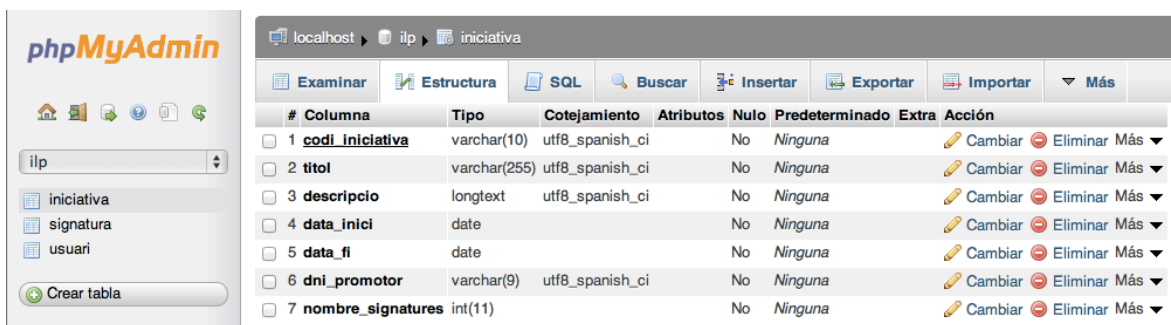 phpMyAdmin
ilp
iniciativa
signatura
usuari
Crear tabla
localhost ▸ ilp ▸ iniciativa
Examinar Estructura SQL Buscar Insertar Exportar Importar ▼ Más
# Columna Tipo Cotejamiento Atributos Nulo Predeterminado Extra Acción
1 codi_iniciativa varchar(10) utf8_spanish_ci No Ninguna Cambiar Eliminar Más ▼
2 titol varchar(255) utf8_spanish_ci No Ninguna Cambiar Eliminar Más ▼
3 descripcio longtext utf8_spanish_ci No Ninguna Cambiar Eliminar Más ▼
4 data_inici date No Ninguna Cambiar Eliminar Más ▼
5 data_fi date No Ninguna Cambiar Eliminar Más ▼
6 dni_promotor varchar(9) utf8_spanish_ci No Ninguna Cambiar Eliminar Más ▼
7 nombre_signatures int(11) No Ninguna Cambiar Eliminar Más ▼